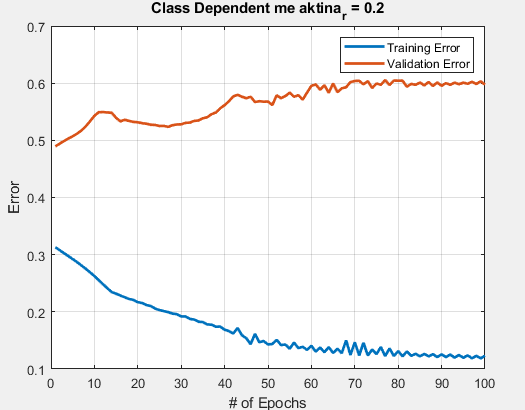 Class Dependent me aktina_r = 0.2
0.7
0.6
0.5
0.4
0.3
0.2
0.1
Error
Training Error
Validation Error
0 10 20 30 40 50 60 70 80 90 100
# of Epochs